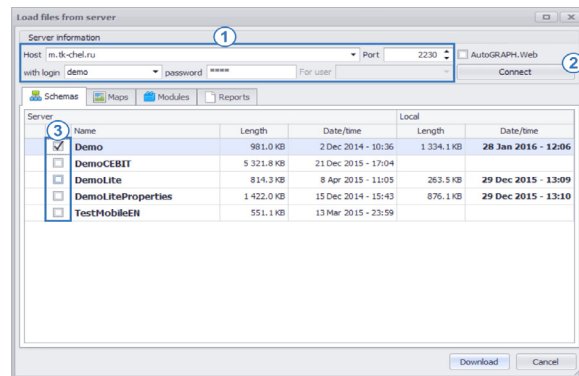 Load files from server
Server information
1
Host m.tk-chel.ru Port 2230 AutoGRAPH.Web
2
with login demo password **** For user Connect
Schemas Maps Modules Reports
Server Local
3 Name Length Date/time Length Date/time
Demo 981.0 KB 2 Dec 2014 - 10:36 1 334.1 KB 28 Jan 2016 - 12:06
DemoCEBIT 5 321.8 KB 21 Dec 2015 - 17:04
DemoLite 814.3 KB 8 Apr 2015 - 11:05 263.5 KB 29 Dec 2015 - 13:09
DemoLiteProperties 1 422.0 KB 15 Dec 2014 - 15:43 876.1 KB 29 Dec 2015 - 13:10
TestMobileEN 551.1 KB 13 Mar 2015 - 23:59
Download Cancel